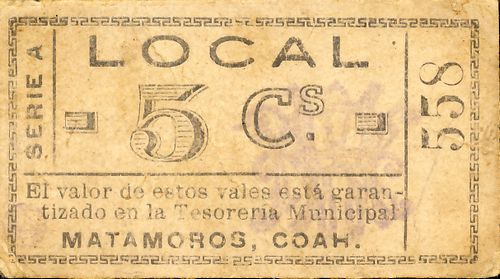 SERIE A
LOCAL
5 Cs.
558
El valor de estos vales está garan-
tizado en la Tesorería Municipal
MATAMOROS, COAH.